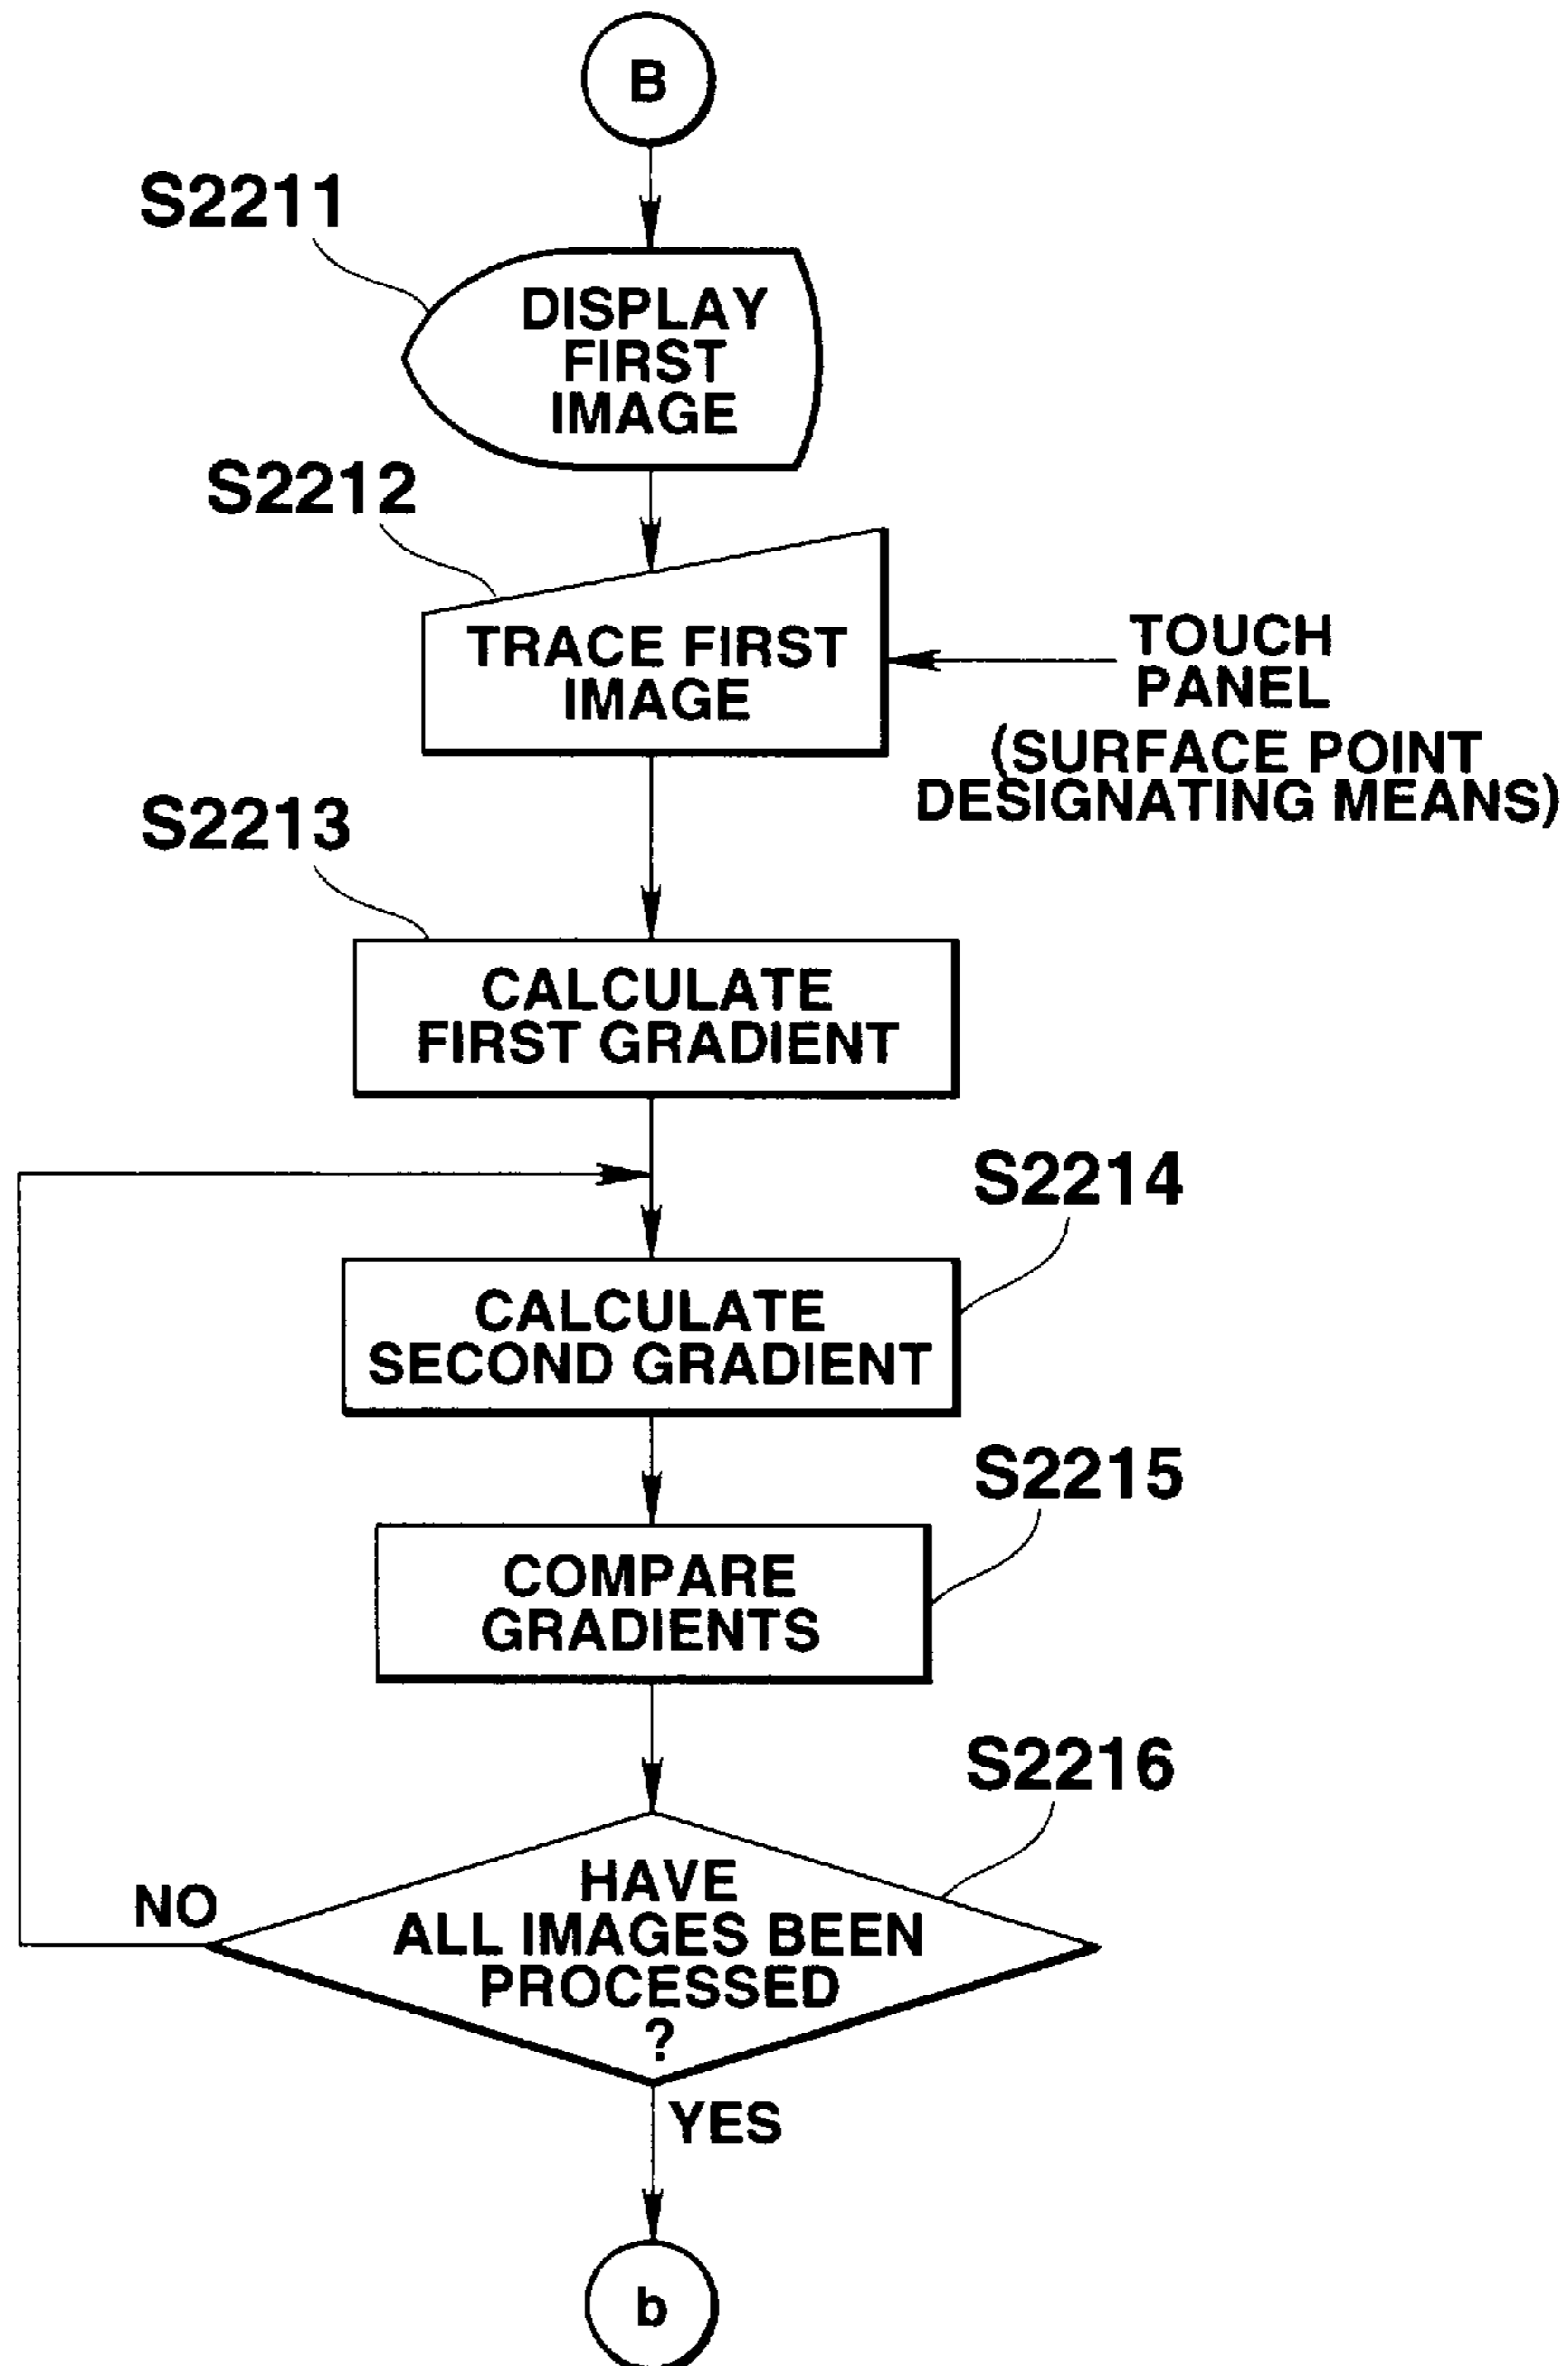 B
S2211
DISPLAY
FIRST
IMAGE
S2212
TRACE FIRST
IMAGE
TOUCH
PANEL
(SURFACE POINT
DESIGNATING MEANS)
S2213
CALCULATE
FIRST GRADIENT
S2214
CALCULATE
SECOND GRADIENT
S2215
COMPARE
GRADIENTS
S2216
HAVE
ALL IMAGES BEEN
PROCESSED
?
NO
YES
b